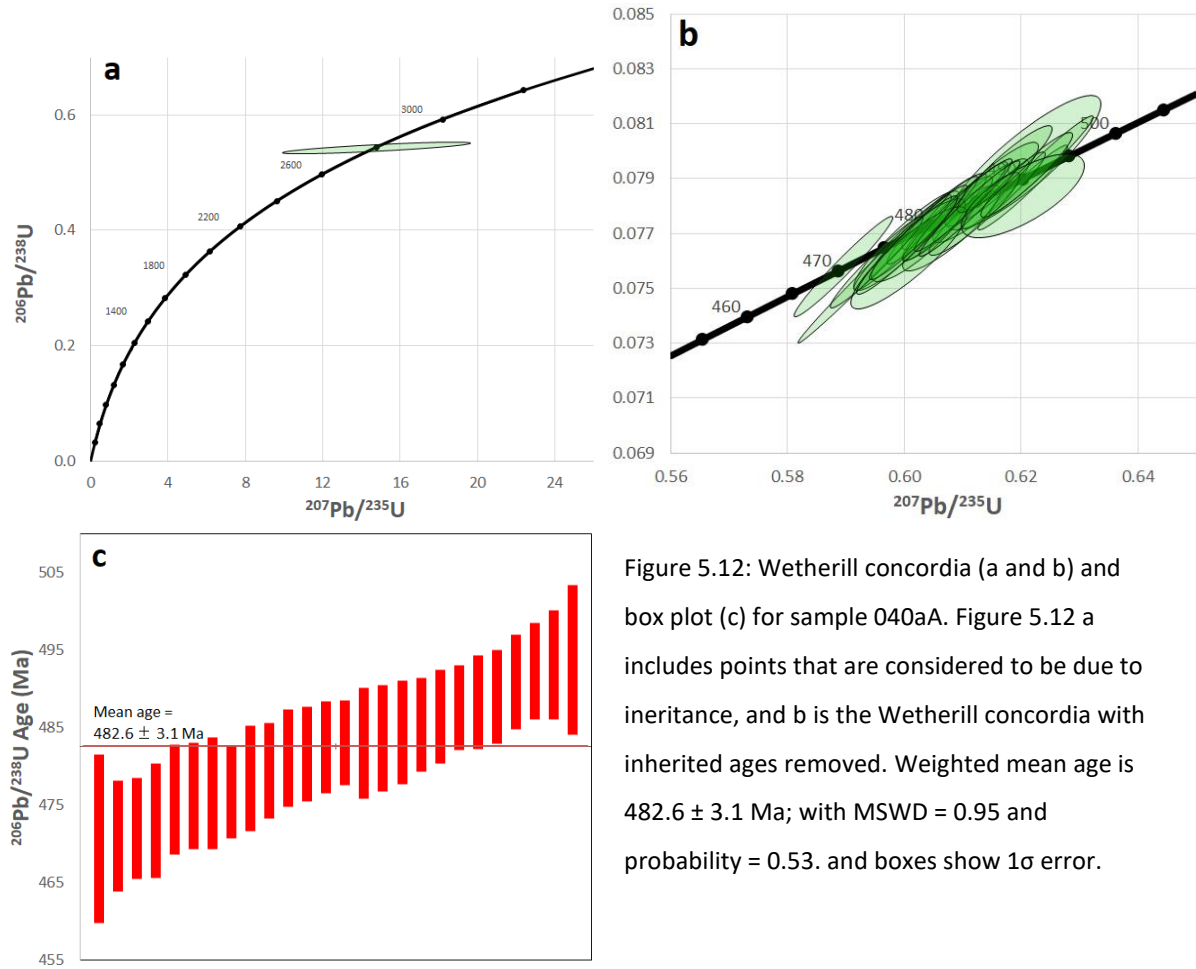 a
0.6
0.4
0.2
0.0
1400
1800
2200
2600
3000
0
4
8
12
16
20
24
²⁰⁶Pb/²³⁸U
²⁰⁷Pb/²³⁵U
b
0.085
0.083
0.081
0.079
0.077
0.075
0.073
0.071
0.069
460
470
480
500
0.56
0.58
0.60
0.62
0.64
²⁰⁷Pb/²³⁵U
c
505
495
485
475
465
455
²⁰⁶Pb/²³⁸U Age (Ma)
Mean age =
482.6 ± 3.1 Ma
Figure 5.12: Wetherill concordia (a and b) and
box plot (c) for sample 040aA. Figure 5.12 a
includes points that are considered to be due to
ineritance, and b is the Wetherill concordia with
inherited ages removed. Weighted mean age is
482.6 ± 3.1 Ma; with MSWD = 0.95 and
probability = 0.53. and boxes show 1σ error.